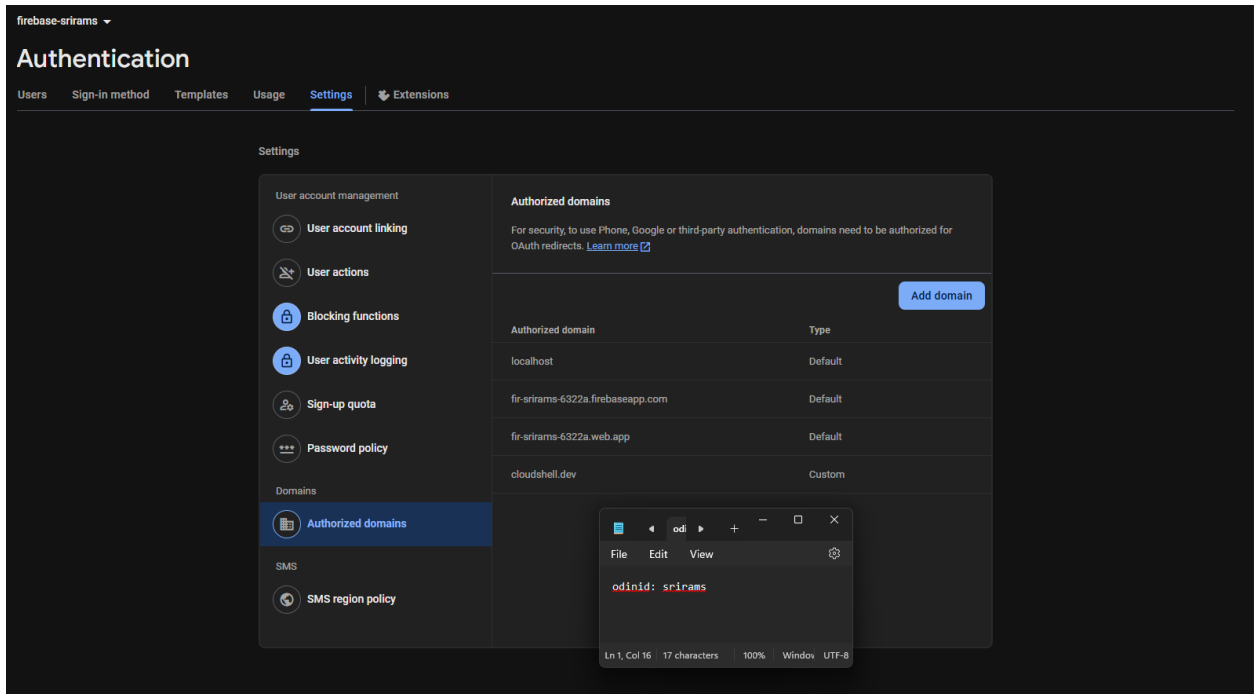 firebase-srirams
Authentication
Users Sign-in method Templates Usage Settings Extensions
Settings
User account management
User account linking
User actions
Blocking functions
User activity logging
Sign-up quota
Password policy
Domains
Authorized domains
SMS
SMS region policy
Authorized domains
For security, to use Phone, Google or third-party authentication, domains need to be authorized for
OAuth redirects. Learn more
Add domain
Authorized domain Type
localhost Default
fir-srirams-6322a.firebaseapp.com Default
fir-srirams-6322a.web.app Default
cloudshell.dev Custom
odi
File Edit View
odinid: srirams
Ln 1, Col 16 17 characters 100% Window UTF-8